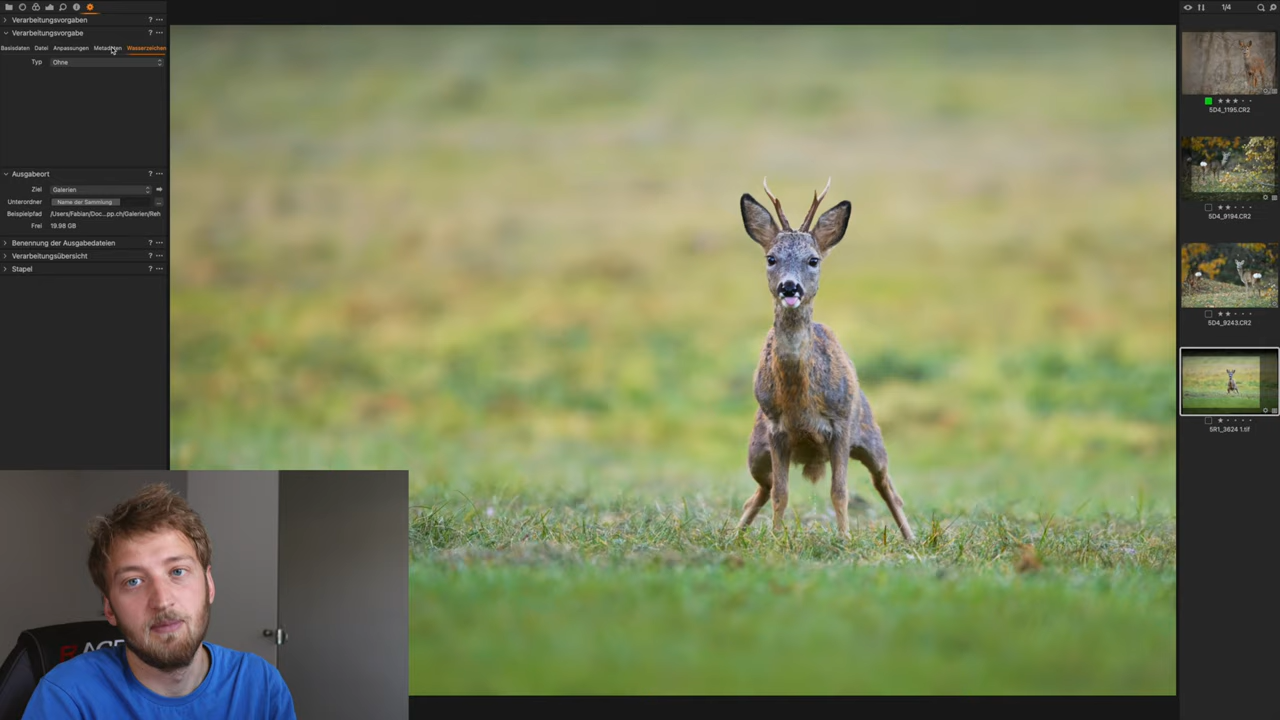 1/4
Verarbeitungsvorgaben ? ...
Verarbeitungsvorgabe ? ...
Basisdaten Datei Anpassungen Metadaten Wasserzeichen
Typ Ohne
Ausgabeort ? ...
Ziel Galerien
Unterordner Name der Sammlung ...
Beispielpfad /Users/Fabian/Doc...pp.ch/Galerien/Reh
Frei 19.98 GB
Benennung der Ausgabedateien ? ...
Verarbeitungsübersicht ? ...
Stapel ? ...
5D4_1195.CR2
5D4_9194.CR2
5D4_9243.CR2
5R1_3624 1.tif